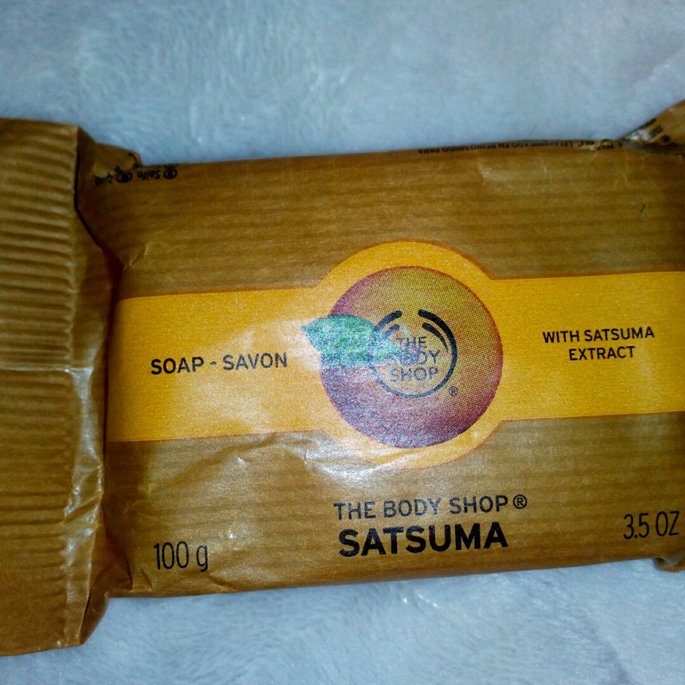 SOAP - SAVON
THE
BODY
SHOP
®
WITH SATSUMA
EXTRACT
THE BODY SHOP®
SATSUMA
100 g
3.5 OZ